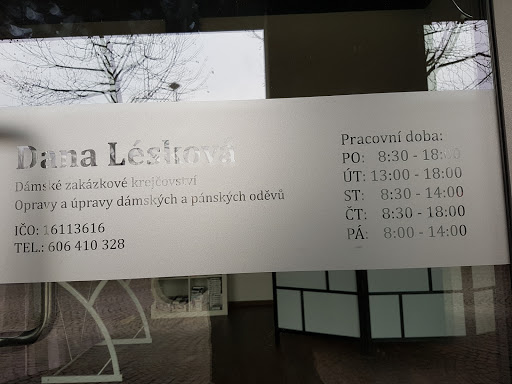 Dana Lésková
Dámské zakázkové krejčovství
Opravy a úpravy dámských a pánských oděvů
IČO: 16113616
TEL.: 606 410 328
Pracovní doba:
PO: 8:30 - 18:00
ÚT: 13:00 - 18:00
ST: 8:30 - 14:00
ČT: 8:30 - 18:00
PÁ: 8:00 - 14:00